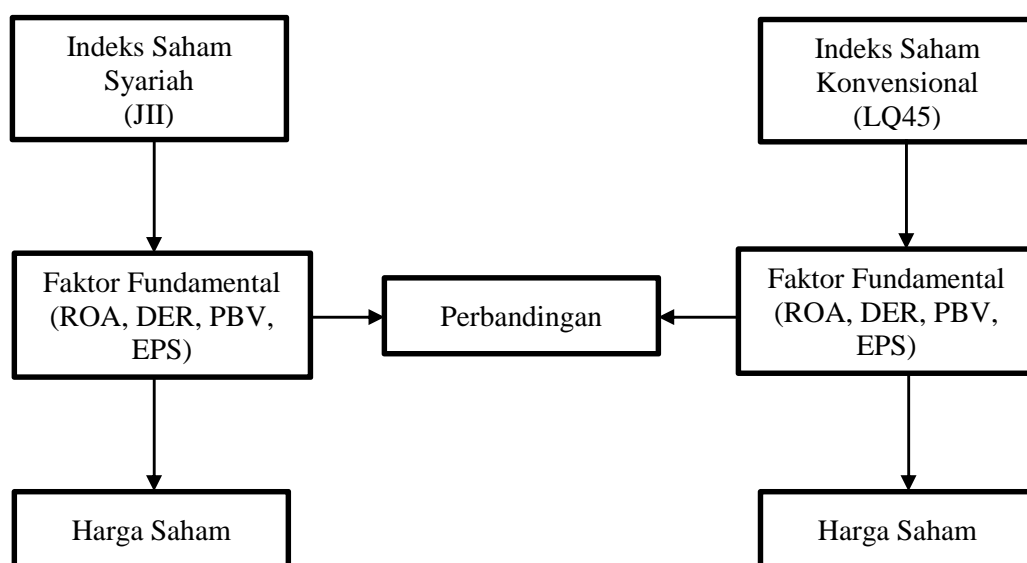 Indeks Saham
Syariah
(JII)
Indeks Saham
Konvensional
(LQ45)
Faktor Fundamental
(ROA, DER, PBV,
EPS)
Perbandingan
Faktor Fundamental
(ROA, DER, PBV,
EPS)
Harga Saham
Harga Saham